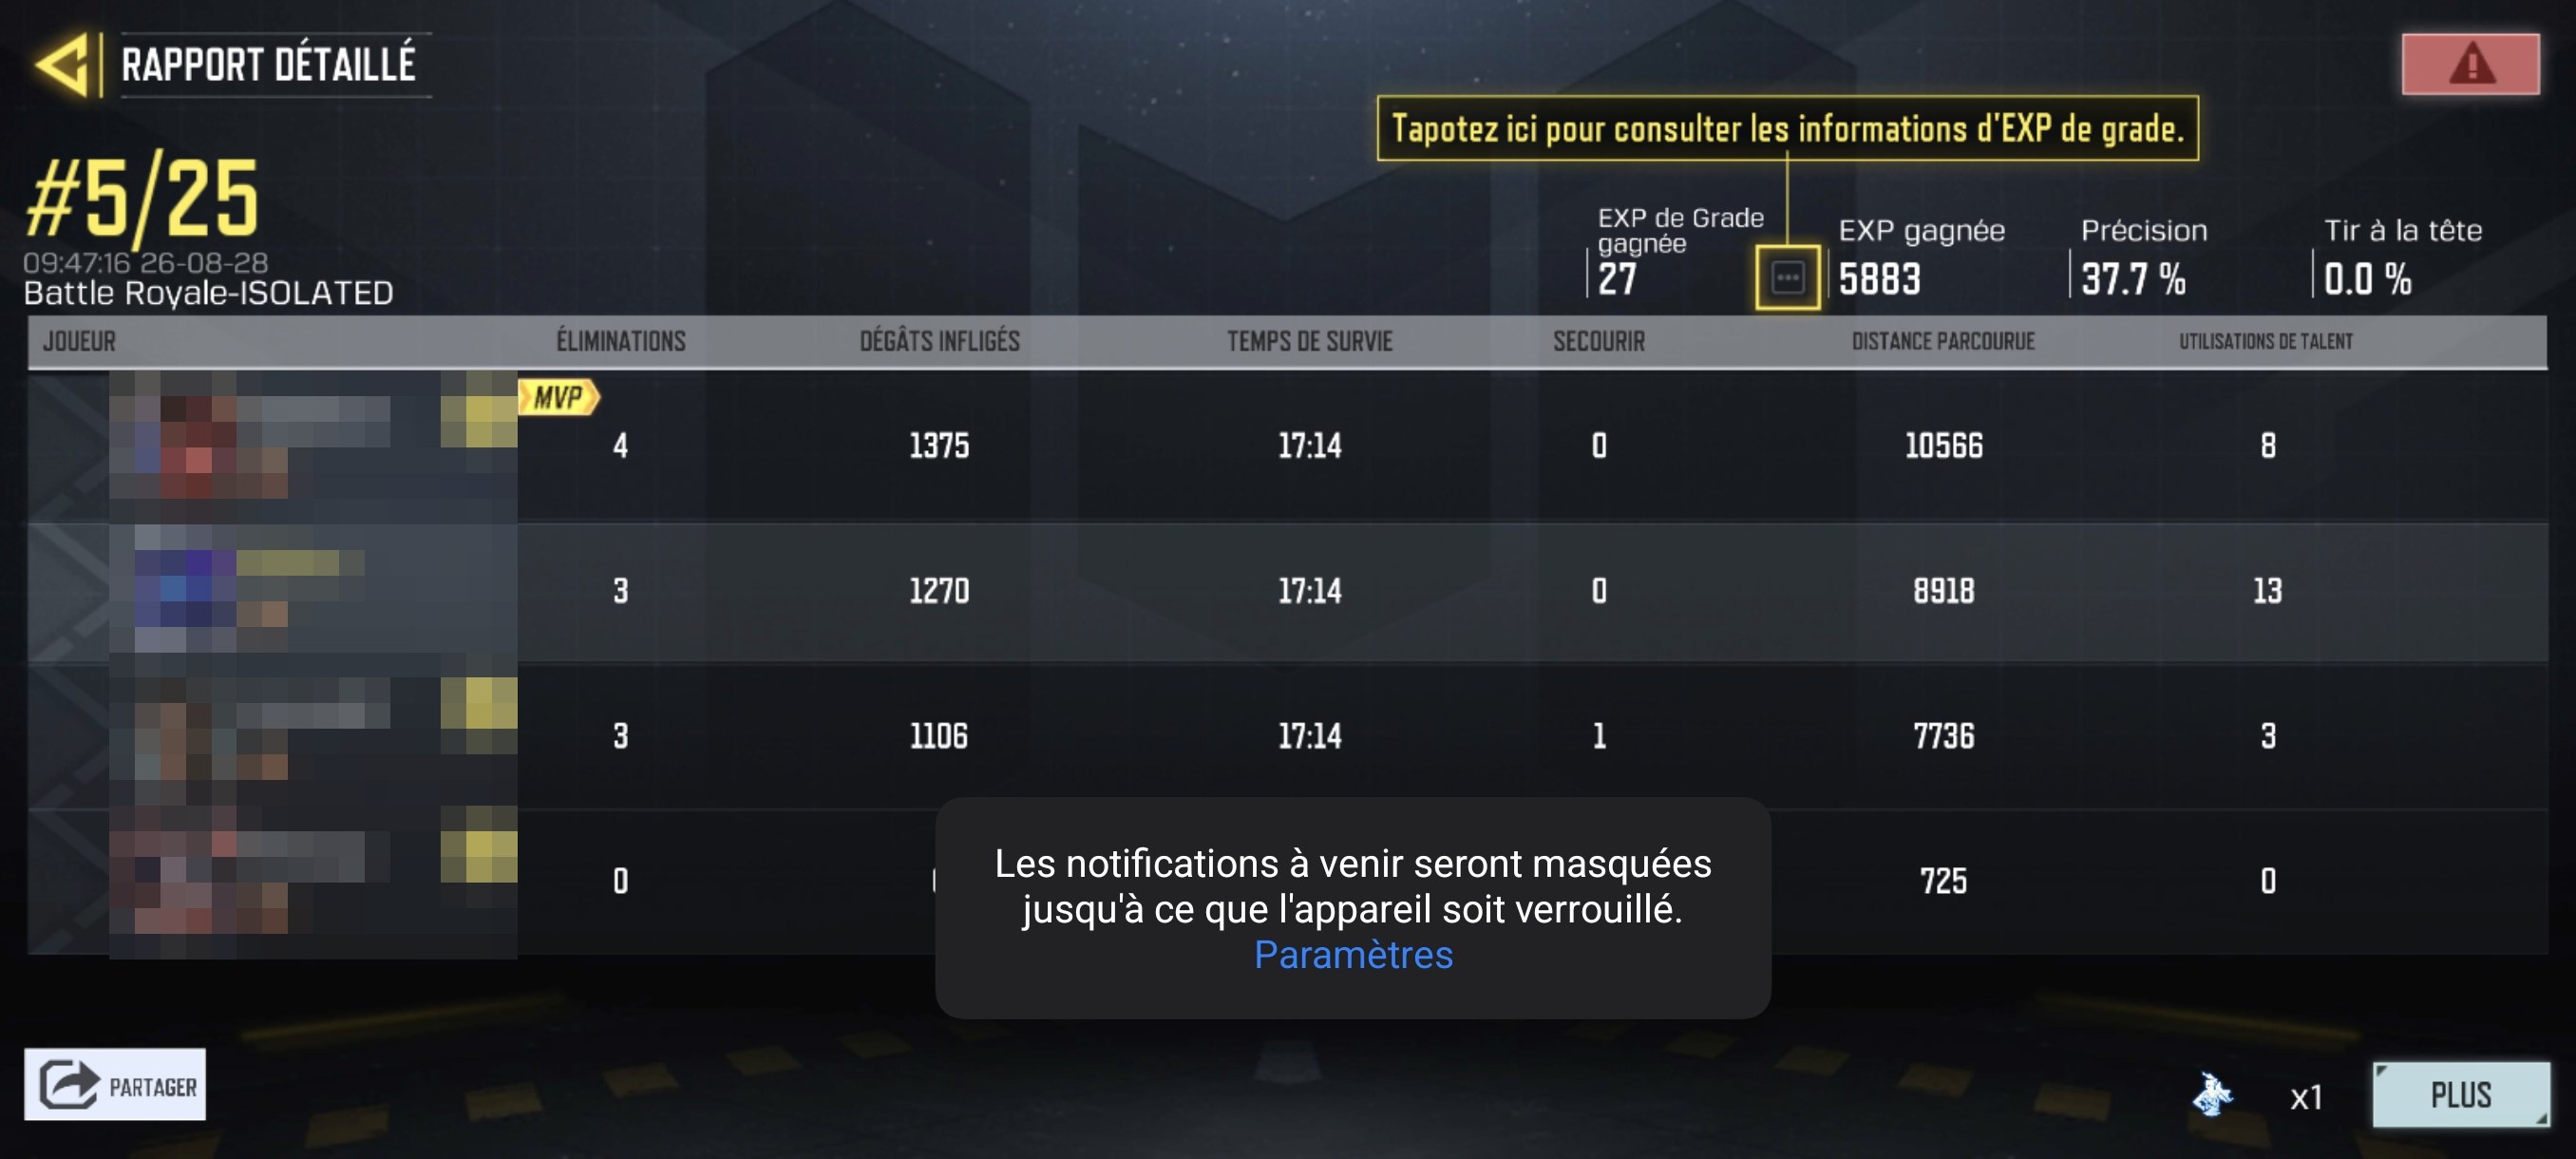 RAPPORT DÉTAILLÉ
Tapotez ici pour consulter les informations d'EXP de grade.
#5/25
09:47:16 26-08-28
Battle Royale-ISOLATED
EXP de Grade
gagnée
27
EXP gagnée
5883
Précision
37.7 %
Tir à la tête
0.0 %
JOUEUR ÉLIMINATIONS DÉGÂTS INFLIGÉS TEMPS DE SURVIE SECOURIR DISTANCE PARCOURUE UTILISATIONS DE TALENT
MVP
4 1375 17:14 0 10566 8
3 1270 17:14 0 8918 13
3 1106 17:14 1 7736 3
0 725 0
Les notifications à venir seront masquées
jusqu'à ce que l'appareil soit verrouillé.
Paramètres
PARTAGER
x1
PLUS